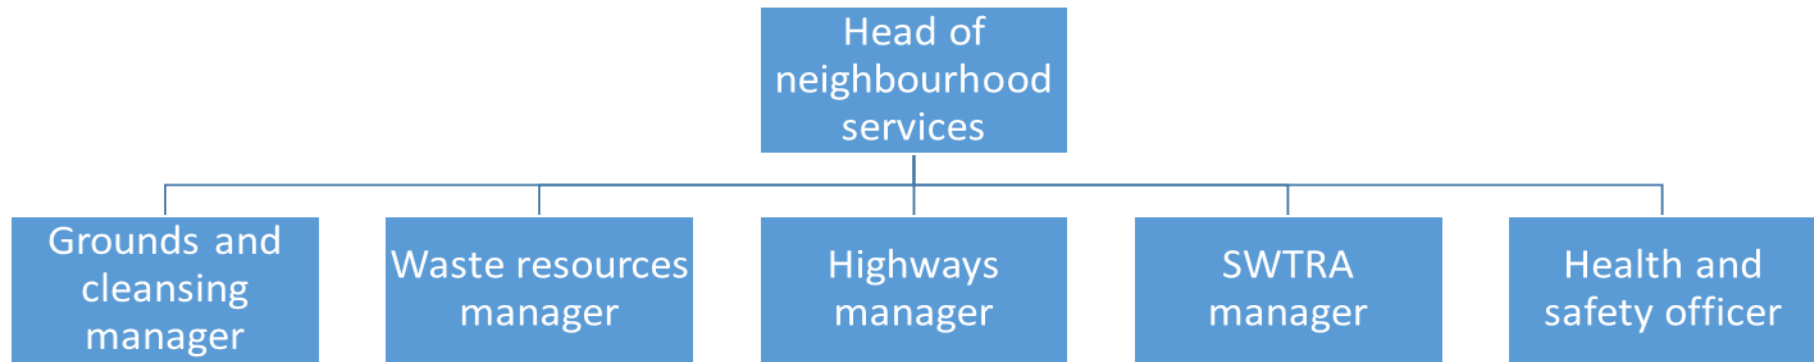 Head of
neighbourhood
services
Grounds and
cleansing
manager
Waste resources
manager
Highways
manager
SWTRA
manager
Health and
safety officer